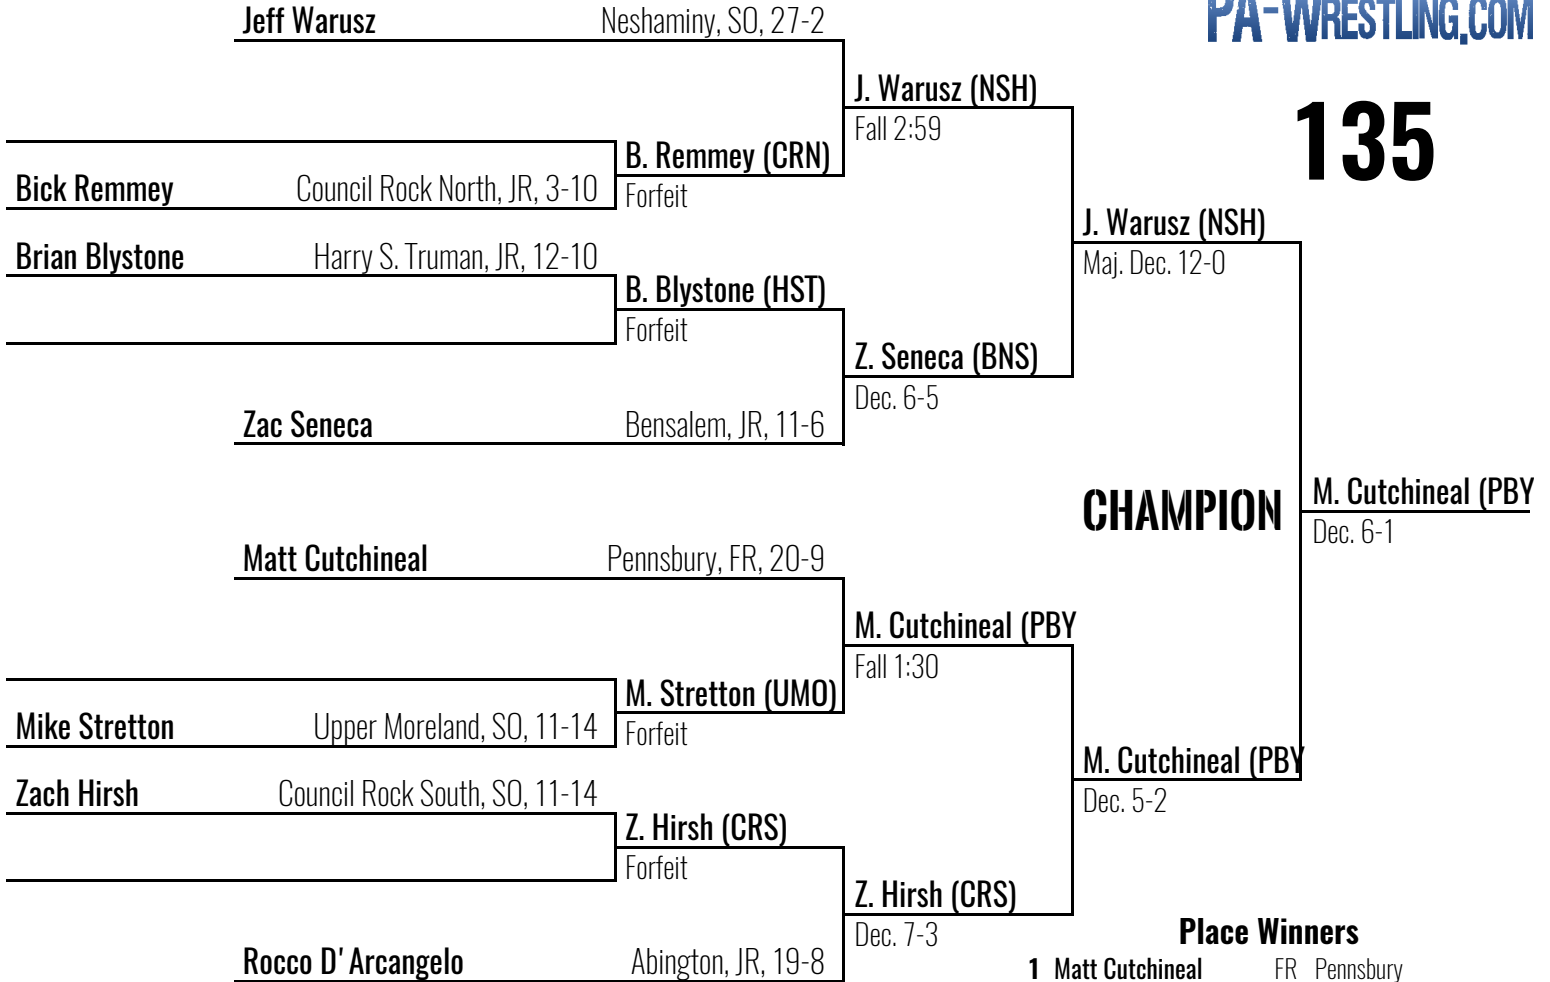 Jeff Warusz Neshaminy, SO, 27-2
PA-WRESTLING.COM
J. Warusz (NSH)
Fall 2:59
135
B. Remmey (CRN)
Bick Remmey Council Rock North, JR, 3-10
Forfeit
J. Warusz (NSH)
Maj. Dec. 12-0
Brian Blystone Harry S. Truman, JR, 12-10
B. Blystone (HST)
Forfeit
Z. Seneca (BNS)
Dec. 6-5
Zac Seneca Bensalem, JR, 11-6
CHAMPION
M. Cutchineal (PBY
Dec. 6-1
Matt Cutchineal Pennsbury, FR, 20-9
M. Cutchineal (PBY
Fall 1:30
M. Stretton (UMO)
Mike Stretton Upper Moreland, SO, 11-14
Forfeit
M. Cutchineal (PBY
Dec. 5-2
Zach Hirsh Council Rock South, SO, 11-14
Z. Hirsh (CRS)
Forfeit
Z. Hirsh (CRS)
Dec. 7-3
Place Winners
Rocco D'Arcangelo Abington, JR, 19-8
1 Matt Cutchineal FR Pennsbury